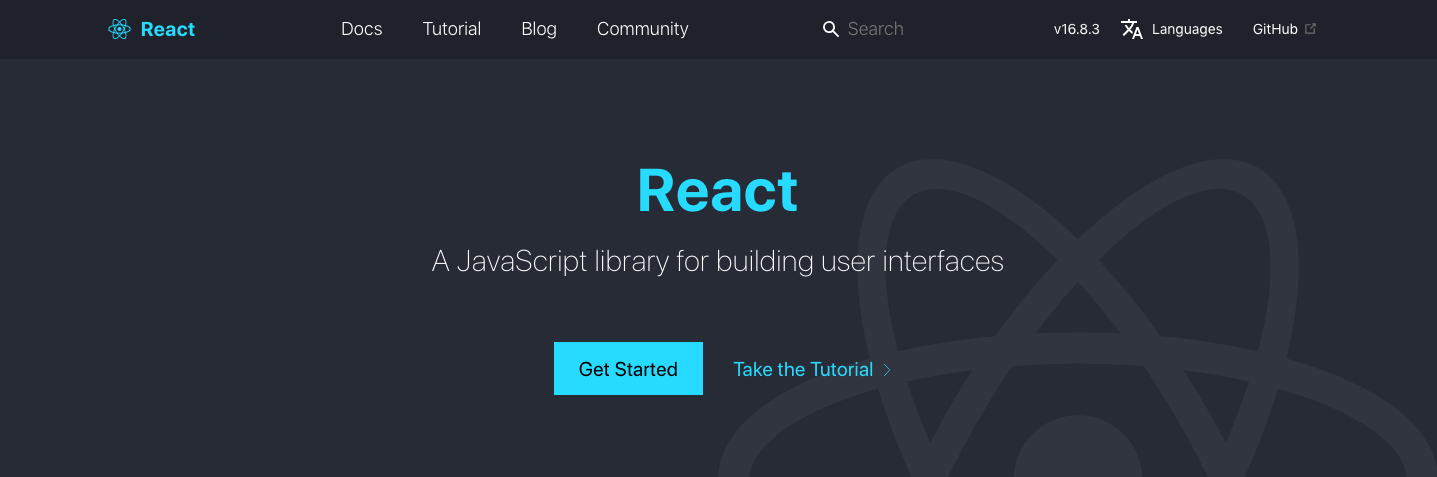 React Docs Tutorial Blog Community Search v16.8.3 Languages GitHub
React
A JavaScript library for building user interfaces
Get Started Take the Tutorial